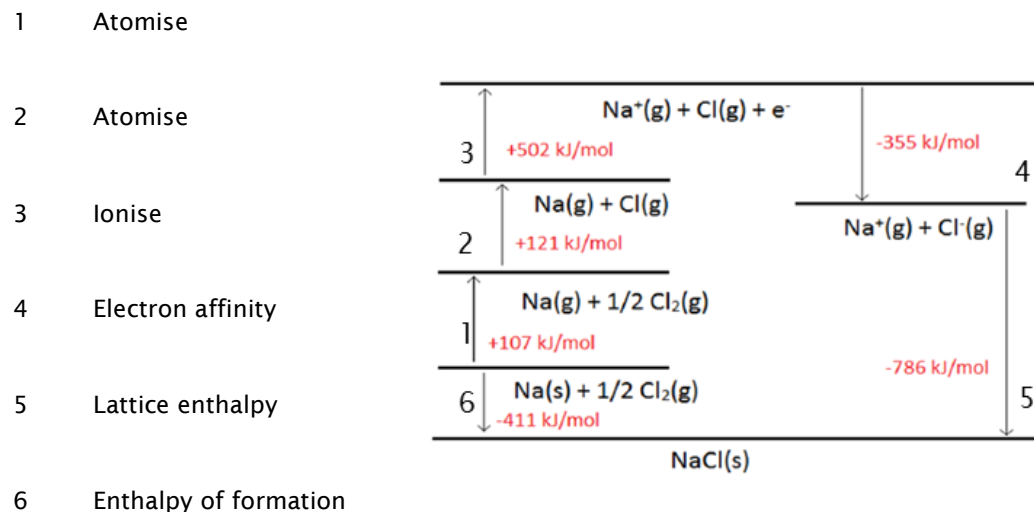 1 Atomise
2 Atomise
3 Ionise
4 Electron affinity
5 Lattice enthalpy
6 Enthalpy of formation
Na⁺(g) + Cl(g) + e⁻
3 +502 kJ/mol
-355 kJ/mol
4
Na(g) + Cl(g)
2 +121 kJ/mol
Na⁺(g) + Cl⁻(g)
Na(g) + 1/2 Cl₂(g)
1 +107 kJ/mol
-786 kJ/mol
5
Na(s) + 1/2 Cl₂(g)
6 -411 kJ/mol
NaCl(s)